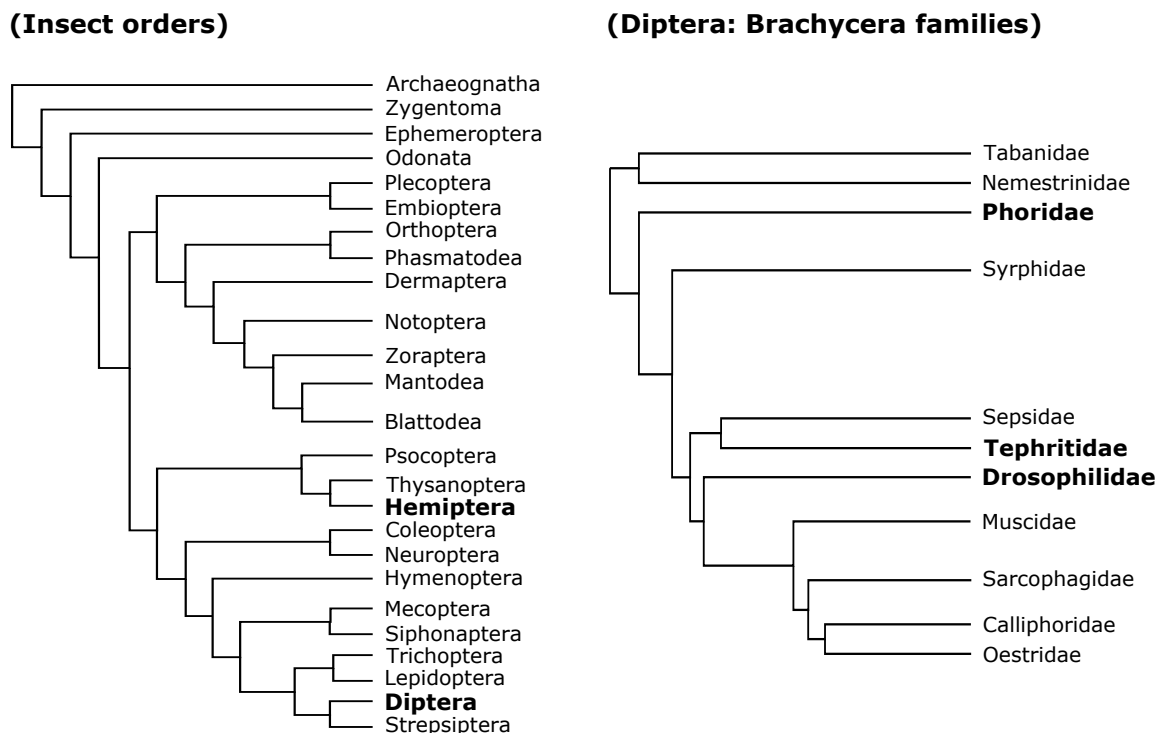 (Insect orders)
Archaeognatha
Zygentoma
Ephemeroptera
Odonata
Plecoptera
Embioptera
Orthoptera
Phasmatodea
Dermaptera
Notoptera
Zoraptera
Mantodea
Blattodea
Psocoptera
Thysanoptera
Hemiptera
Coleoptera
Neuroptera
Hymenoptera
Mecoptera
Siphonaptera
Trichoptera
Lepidoptera
Diptera
Strepsiptera
(Diptera: Brachycera families)
Tabanidae
Nemestrinidae
Phoridae
Syrphidae
Sepsidae
Tephritidae
Drosophilidae
Muscidae
Sarcophagidae
Calliphoridae
Oestridae